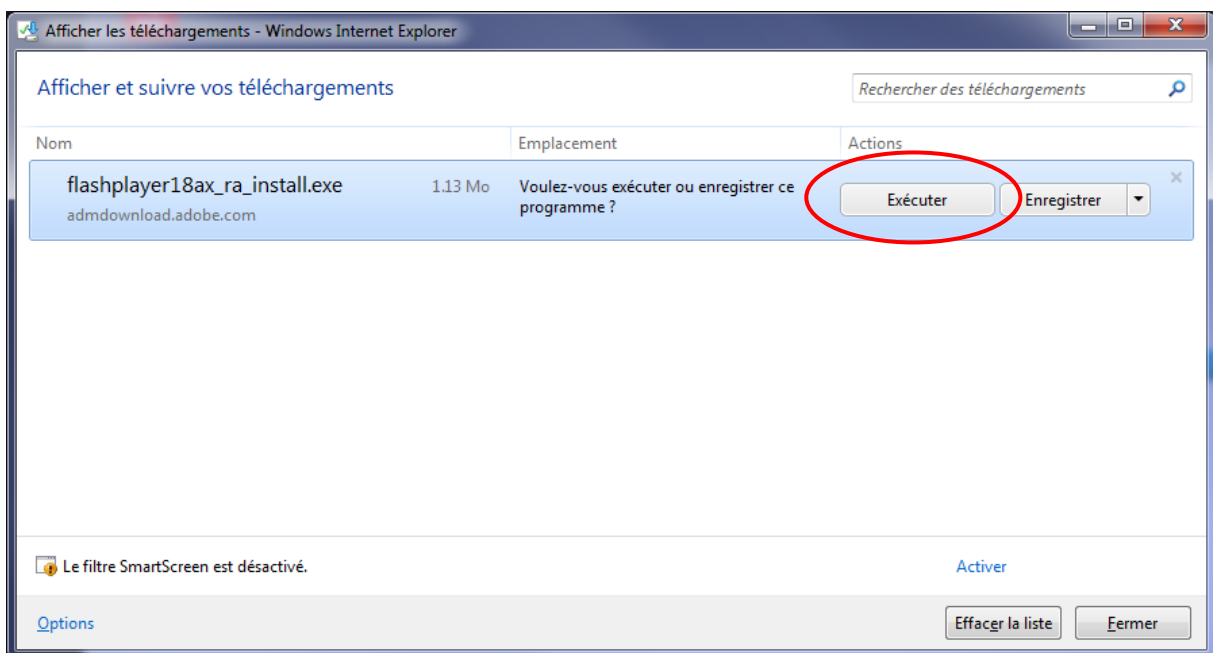 Afficher les téléchargements - Windows Internet Explorer
Afficher et suivre vos téléchargements
Rechercher des téléchargements
Nom Emplacement Actions
flashplayer18ax_ra_install.exe 1.13 Mo Voulez-vous exécuter ou enregistrer ce Exécuter Enregistrer
admdownload.adobe.com programme ?
Le filtre SmartScreen est désactivé. Activer
Options Effacer la liste Fermer